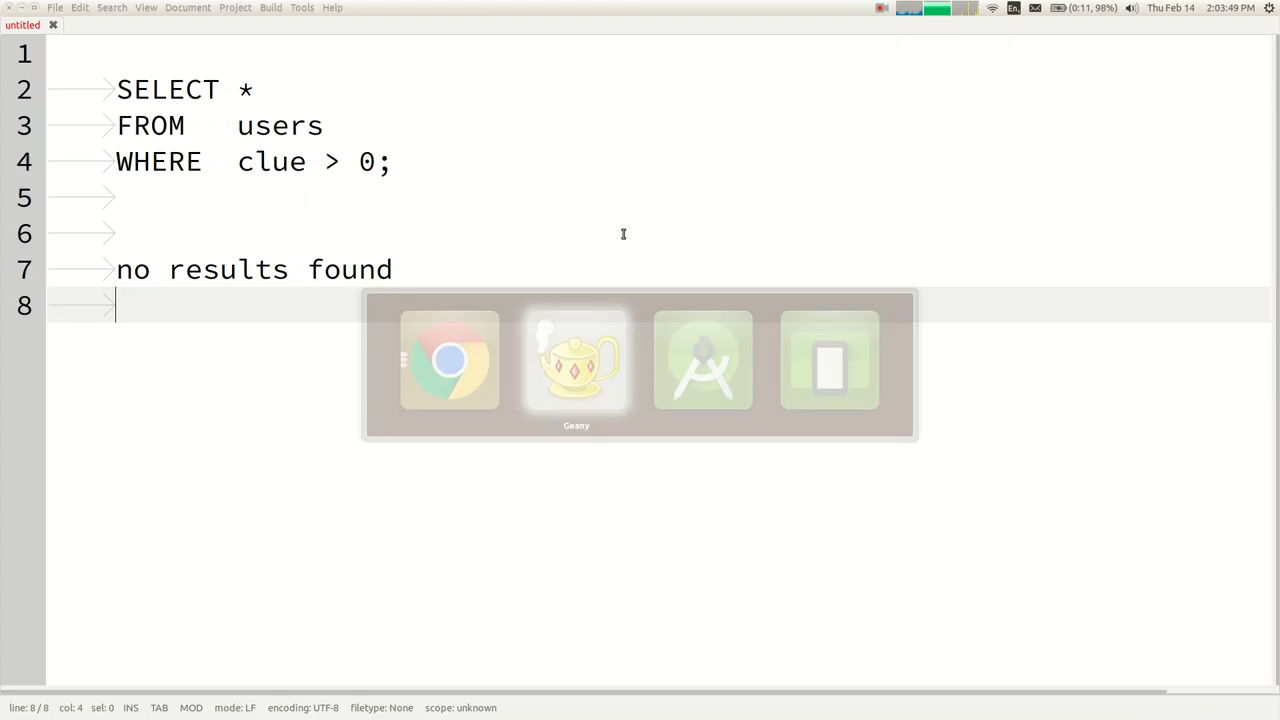 File Edit Search View Document Project Build Tools Help En (0:11, 98%) Thu Feb 14 2:03:49 PM
untitled
1
2 SELECT *
3 FROM users
4 WHERE clue > 0;
5
6
7 no results found
8
Geany
line: 8 / 8 col: 4 sel: 0 INS TAB MOD mode: LF encoding: UTF-8 filetype: None scope: unknown